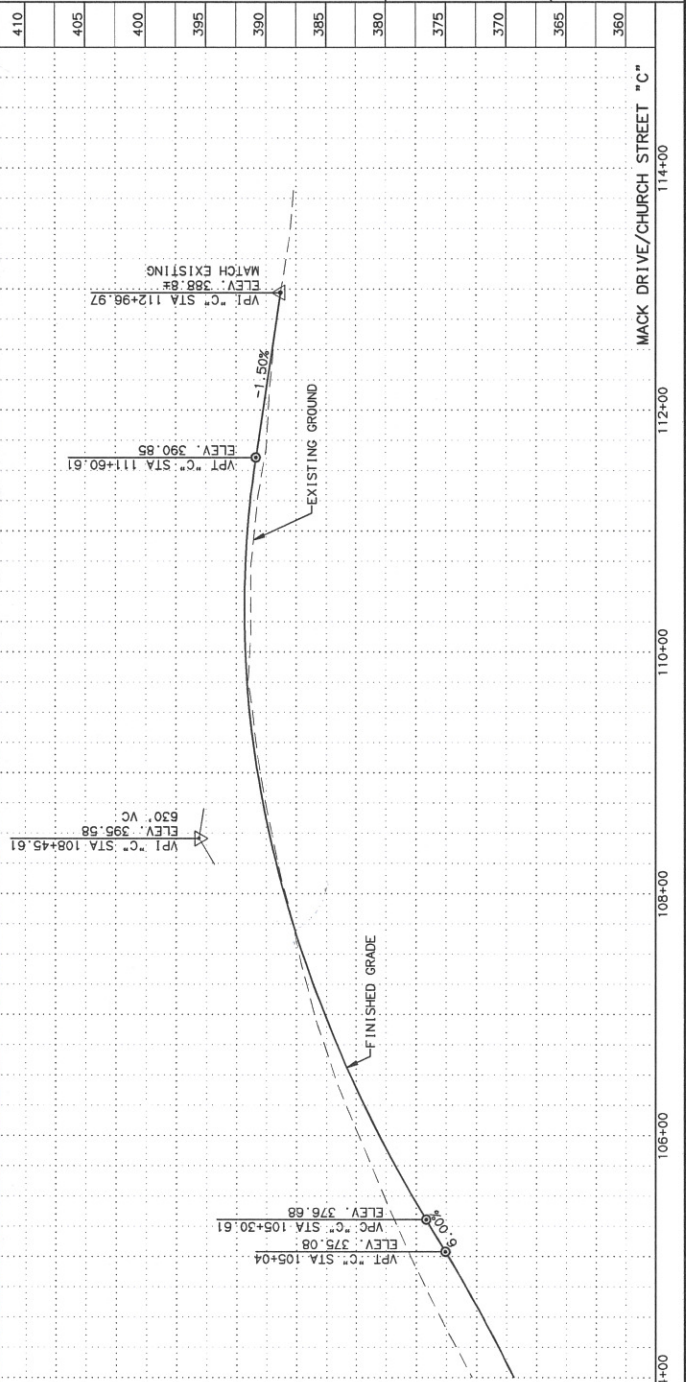 410
405
400
395
390
385
380
375
370
365
360
MACK DRIVE/CHURCH STREET "C"
VPT "C" STA 105+04
ELEV. 375.08
VPC "C" STA 105+30.61
ELEV. 376.68
6.00%
FINISHED GRADE
VPI "C" STA 108+45.61
ELEV. 395.58
630' VC
EXISTING GROUND
VPT "C" STA 111+60.61
ELEV. 390.85
-1.50%
VPI "C" STA 112+96.97
ELEV. 388.8±
MATCH EXISTING
4+00
106+00
108+00
110+00
112+00
114+00